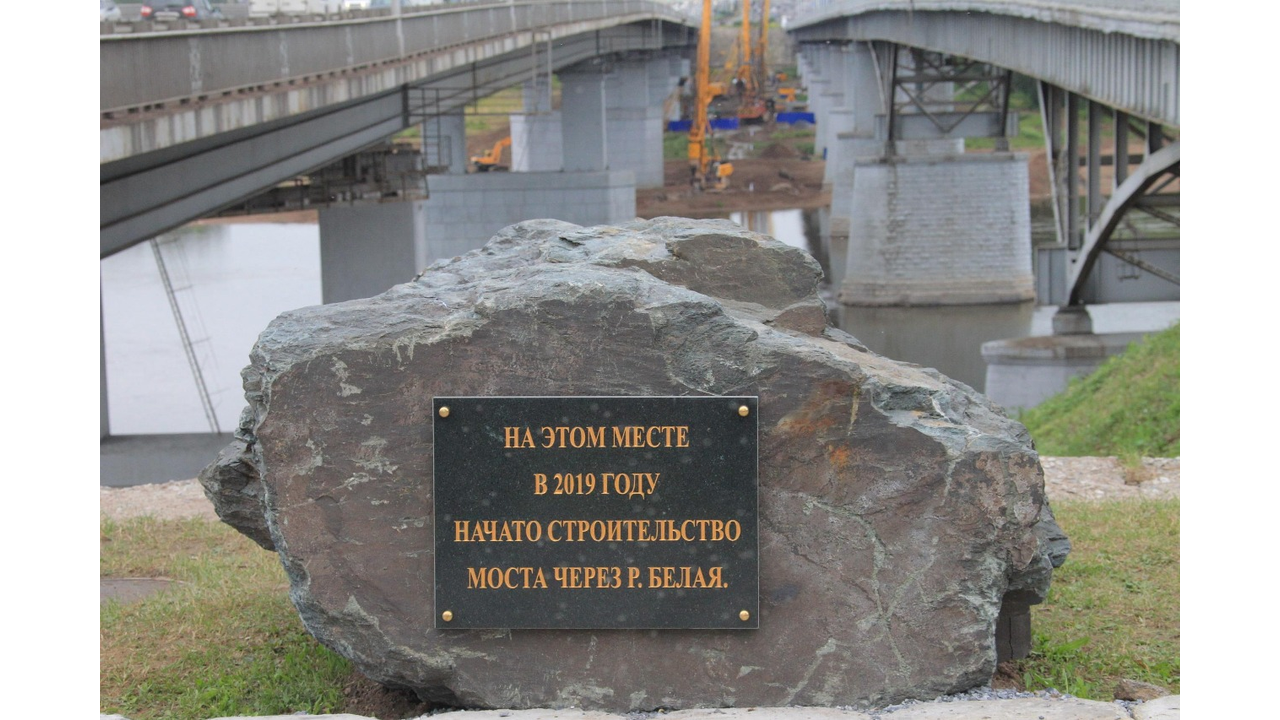 НА ЭТОМ МЕСТЕ
В 2019 ГОДУ
НАЧАТО СТРОИТЕЛЬСТВО
МОСТА ЧЕРЕЗ Р. БЕЛАЯ.